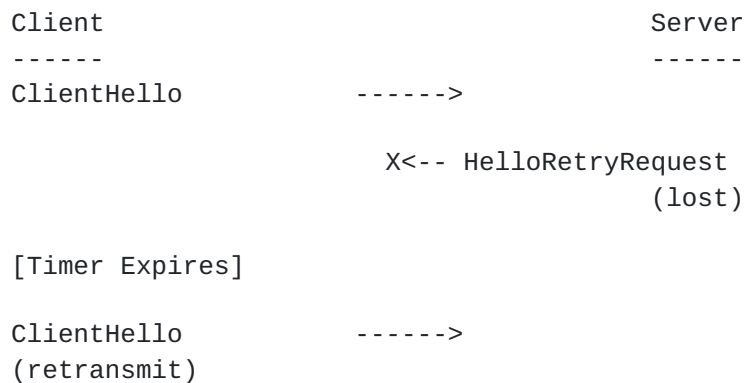 Client                                   Server
------                                   ------
ClientHello           ------>
X<-- HelloRetryRequest
(lost)
[Timer Expires]
ClientHello           ------>
(retransmit)